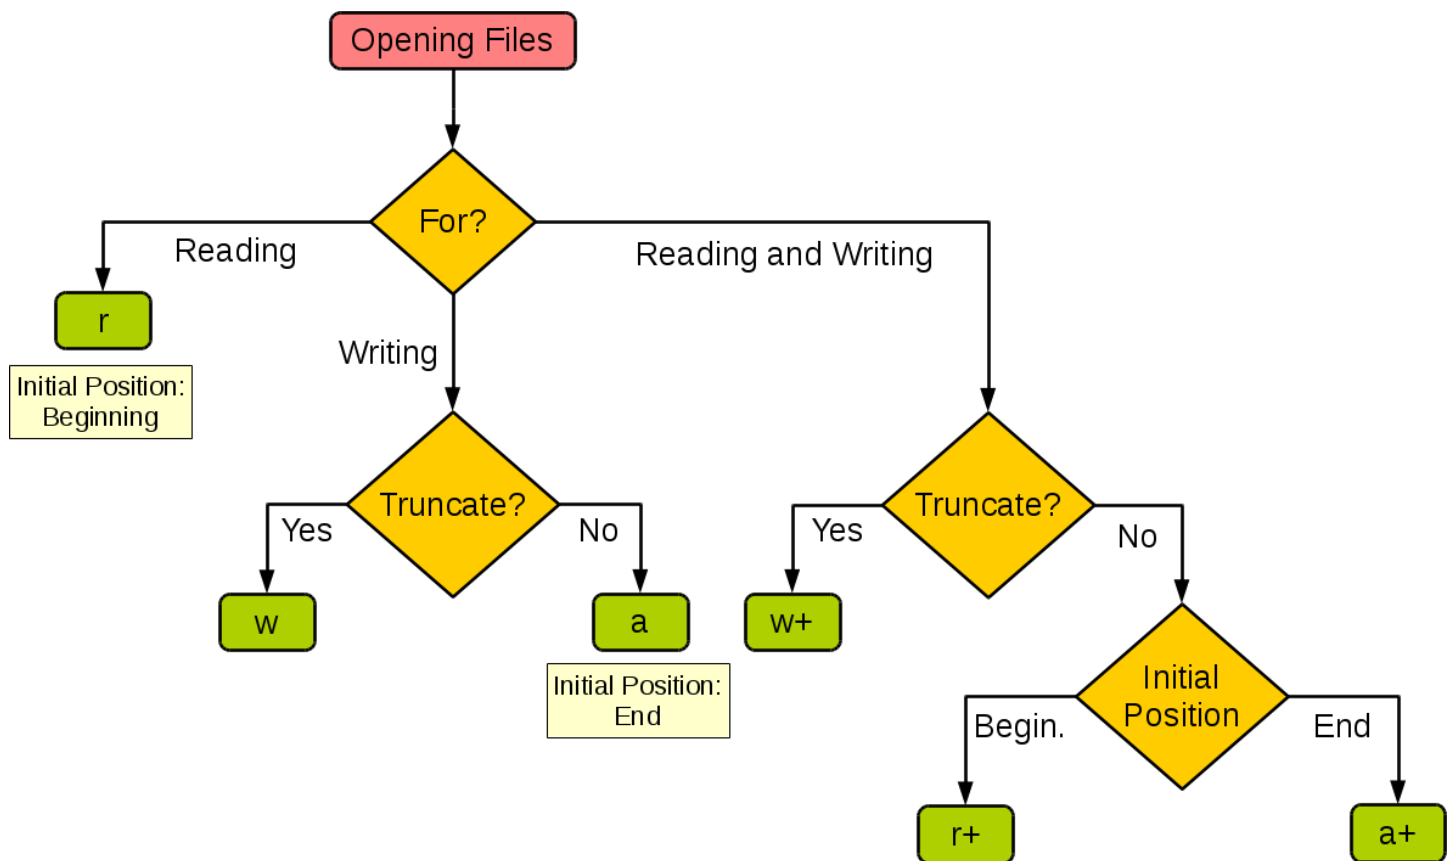 Opening Files
For?
Reading
Reading and Writing
r
Writing
Initial Position:
Beginning
Truncate?
Truncate?
Yes
No
Yes
No
w
a
w+
Initial Position:
End
Initial
Position
Begin.
End
r+
a+